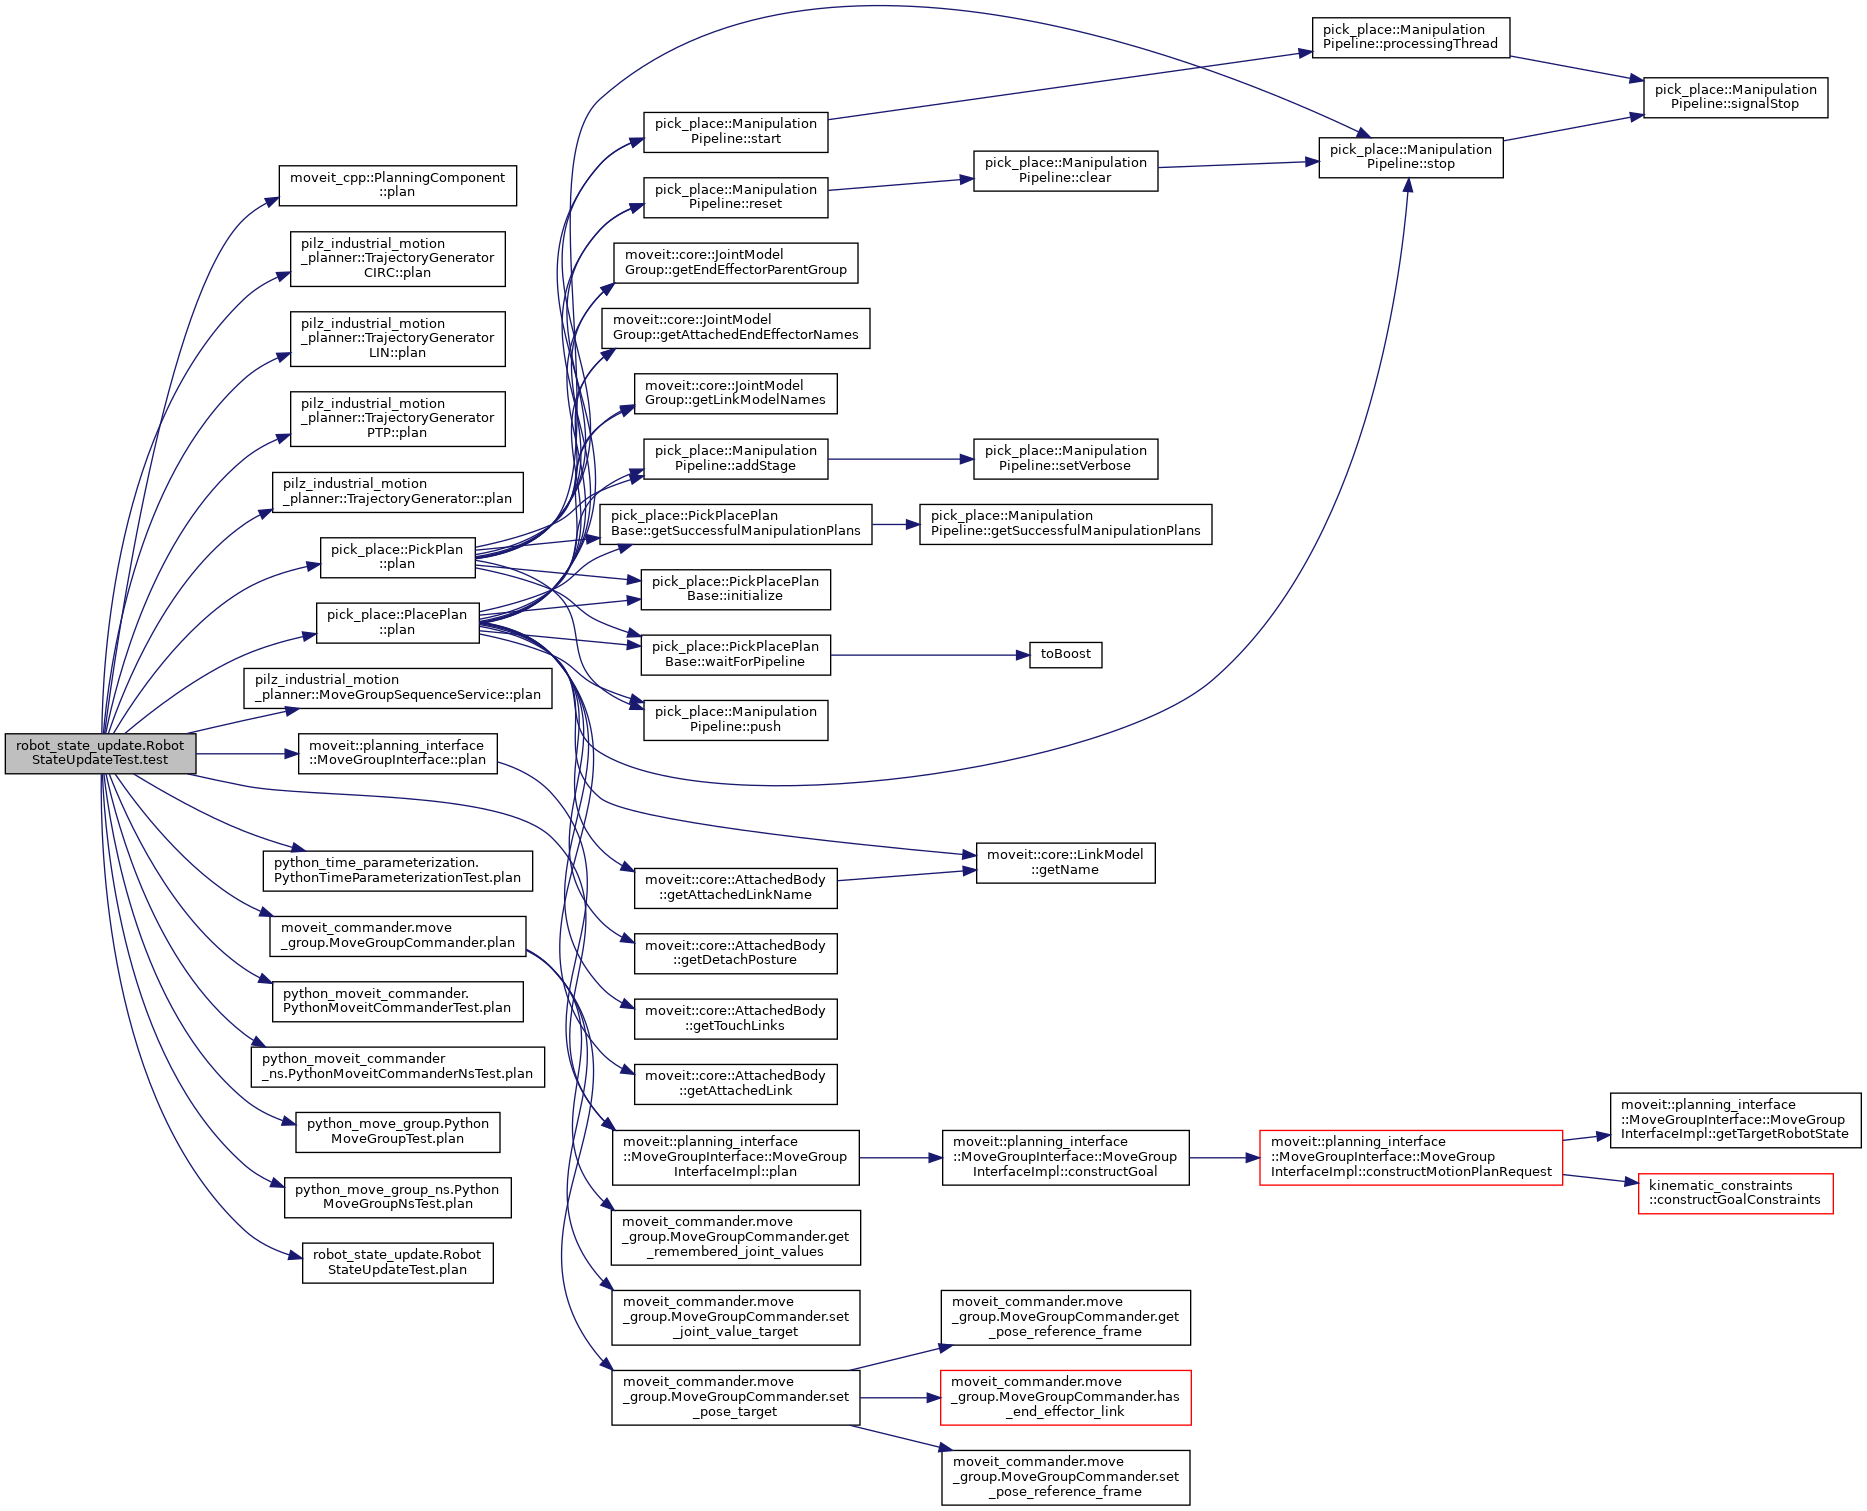 robot_state_update.Robot
StateUpdateTest.test
moveit_cpp::PlanningComponent
::plan
pilz_industrial_motion
_planner::TrajectoryGenerator
CIRC::plan
pilz_industrial_motion
_planner::TrajectoryGenerator
LIN::plan
pilz_industrial_motion
_planner::TrajectoryGenerator
PTP::plan
pilz_industrial_motion
_planner::TrajectoryGenerator::plan
pick_place::PickPlan
::plan
pick_place::PlacePlan
::plan
pilz_industrial_motion
_planner::MoveGroupSequenceService::plan
moveit::planning_interface
::MoveGroupInterface::plan
python_time_parameterization.
PythonTimeParameterizationTest.plan
moveit_commander.move
_group.MoveGroupCommander.plan
python_moveit_commander.
PythonMoveitCommanderTest.plan
python_moveit_commander
_ns.PythonMoveitCommanderNsTest.plan
python_move_group.Python
MoveGroupTest.plan
python_move_group_ns.Python
MoveGroupNsTest.plan
robot_state_update.Robot
StateUpdateTest.plan
pick_place::Manipulation
Pipeline::start
pick_place::Manipulation
Pipeline::reset
moveit::core::JointModel
Group::getEndEffectorParentGroup
moveit::core::JointModel
Group::getAttachedEndEffectorNames
moveit::core::JointModel
Group::getLinkModelNames
pick_place::Manipulation
Pipeline::addStage
pick_place::PickPlacePlan
Base::getSuccessfulManipulationPlans
pick_place::PickPlacePlan
Base::initialize
pick_place::PickPlacePlan
Base::waitForPipeline
pick_place::Manipulation
Pipeline::push
moveit::core::AttachedBody
::getAttachedLinkName
moveit::core::AttachedBody
::getDetachPosture
moveit::core::AttachedBody
::getTouchLinks
moveit::core::AttachedBody
::getAttachedLink
moveit::planning_interface
::MoveGroupInterface::MoveGroup
InterfaceImpl::plan
moveit_commander.move
_group.MoveGroupCommander.get
_remembered_joint_values
moveit_commander.move
_group.MoveGroupCommander.set
_joint_value_target
moveit_commander.move
_group.MoveGroupCommander.set
_pose_target
pick_place::Manipulation
Pipeline::clear
pick_place::Manipulation
Pipeline::setVerbose
pick_place::Manipulation
Pipeline::getSuccessfulManipulationPlans
toBoost
moveit::core::LinkModel
::getName
moveit::planning_interface
::MoveGroupInterface::MoveGroup
InterfaceImpl::constructGoal
moveit_commander.move
_group.MoveGroupCommander.get
_pose_reference_frame
moveit_commander.move
_group.MoveGroupCommander.has
_end_effector_link
moveit_commander.move
_group.MoveGroupCommander.set
_pose_reference_frame
pick_place::Manipulation
Pipeline::processingThread
pick_place::Manipulation
Pipeline::stop
moveit::planning_interface
::MoveGroupInterface::MoveGroup
InterfaceImpl::constructMotionPlanRequest
pick_place::Manipulation
Pipeline::signalStop
moveit::planning_interface
::MoveGroupInterface::MoveGroup
InterfaceImpl::getTargetRobotState
kinematic_constraints
::constructGoalConstraints